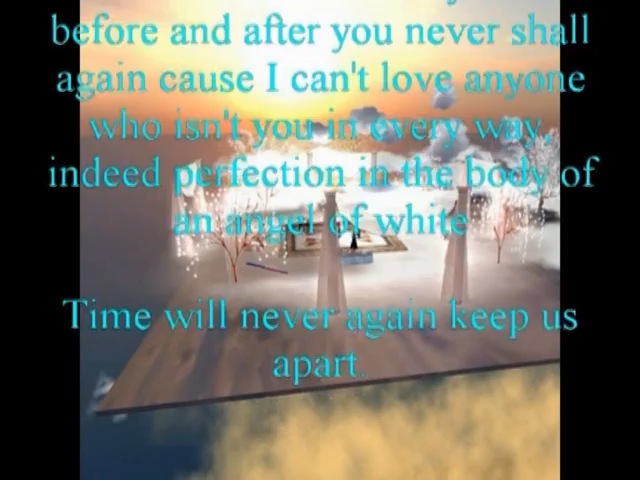 before and after you never shall
again cause I can't love anyone
who isn't you in every way,
indeed perfection in the body of
an angel of white
Time will never again keep us
apart.